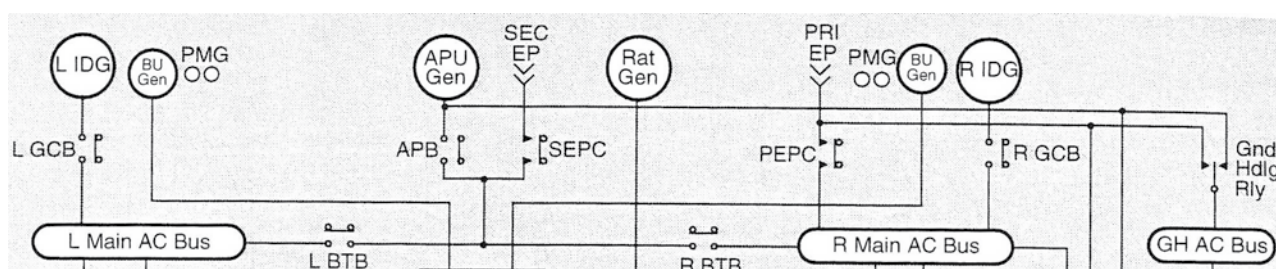 L IDG
BU
Gen
PMG
APU
Gen
SEC
EP
Rat
Gen
PRI
EP
PMG
BU
Gen
R IDG
L GCB
APB
SEPC
PEPC
R GCB
Gnd
Hdlg
Rly
L Main AC Bus
L BTB
R BTB
R Main AC Bus
GH AC Bus